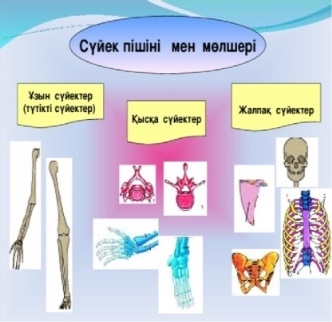 Сүйек пішіні мен мөлшері
Ұзын сүйектер
(түтікті сүйектер)
Қысқа сүйектер
Жалпақ сүйектер